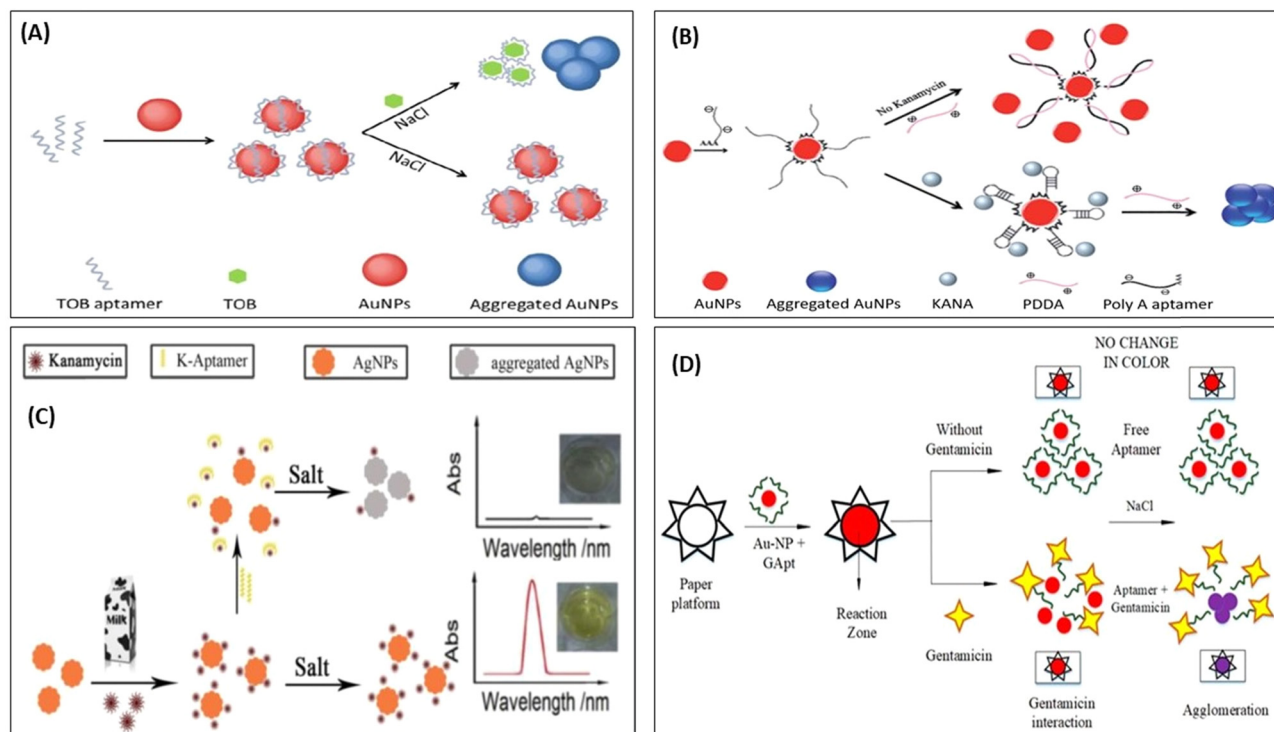 (A)
NaCl
NaCl
TOB aptamer
TOB
AuNPs
Aggregated AuNPs
(B)
No Kanamycin
⊕
⊕
⊖
AAA
⊕
⊕
⊖
⊕
⊕
⊖
AuNPs
Aggregated AuNPs
KANA
PDDA
Poly A aptamer
Kanamycin
K-Aptamer
AgNPs
aggregated AgNPs
(C)
Salt
Abs
Wavelength /nm
Milk
Salt
Abs
Wavelength /nm
(D)
NO CHANGE
IN COLOR
Without
Gentamicin
Free
Aptamer
Au-NP +
GApt
NaCl
Paper
platform
Reaction
Zone
Aptamer +
Gentamicin
Gentamicin
Gentamicin
interaction
Agglomeration